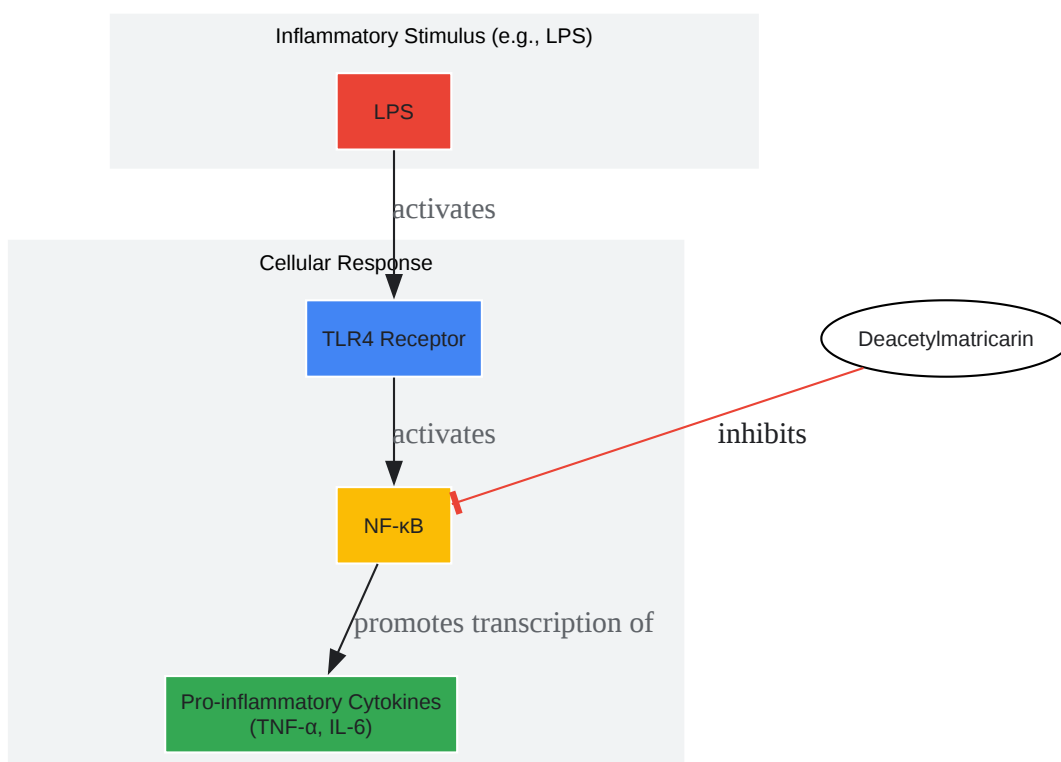 Inflammatory Stimulus (e.g., LPS)
LPS
activates
Cellular Response
TLR4 Receptor
Deacetylmatricarin
activates
inhibits
NF-κB
promotes transcription of
Pro-inflammatory Cytokines
(TNF-α, IL-6)